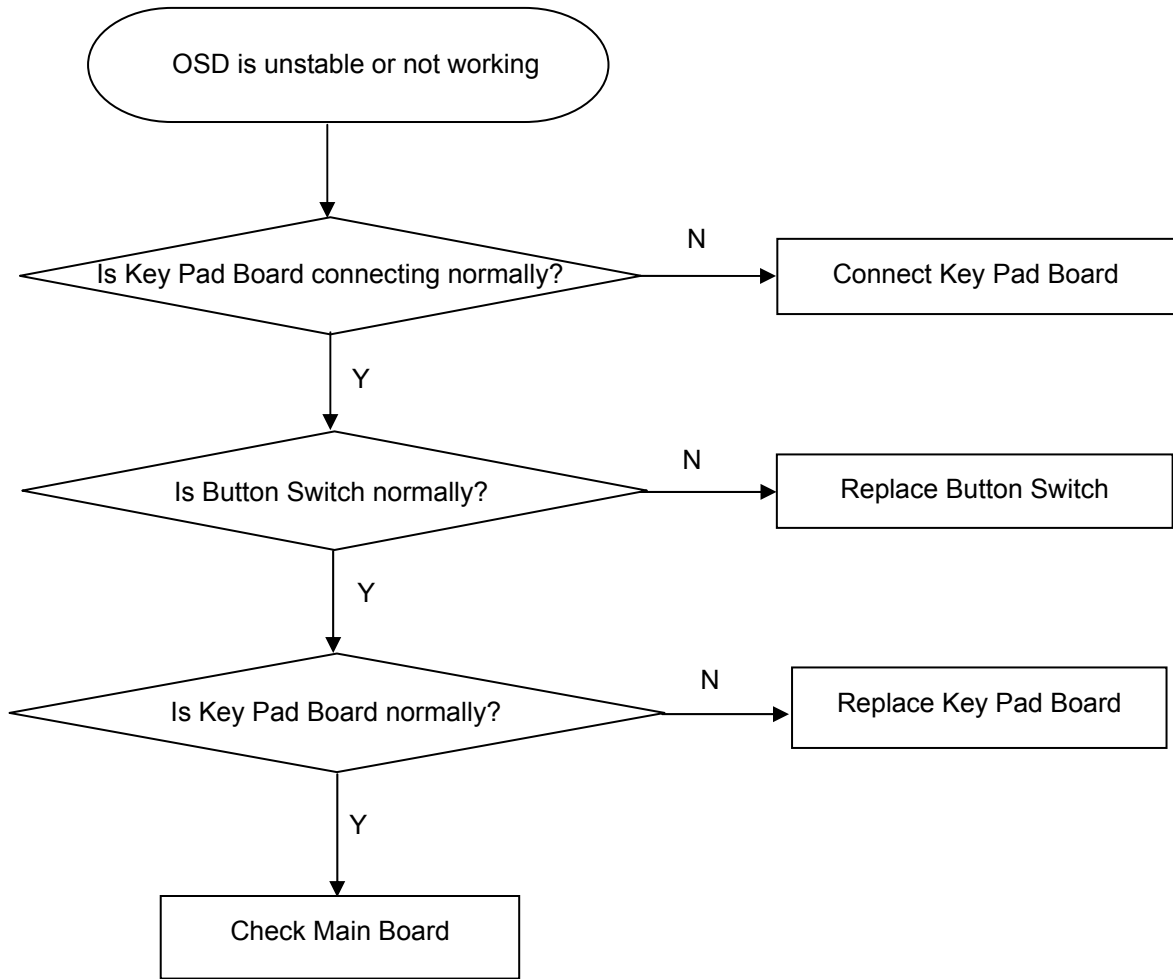 OSD is unstable or not working
N
Is Key Pad Board connecting normally?
Connect Key Pad Board
Y
N
Is Button Switch normally?
Replace Button Switch
Y
N
Is Key Pad Board normally?
Replace Key Pad Board
Y
Check Main Board